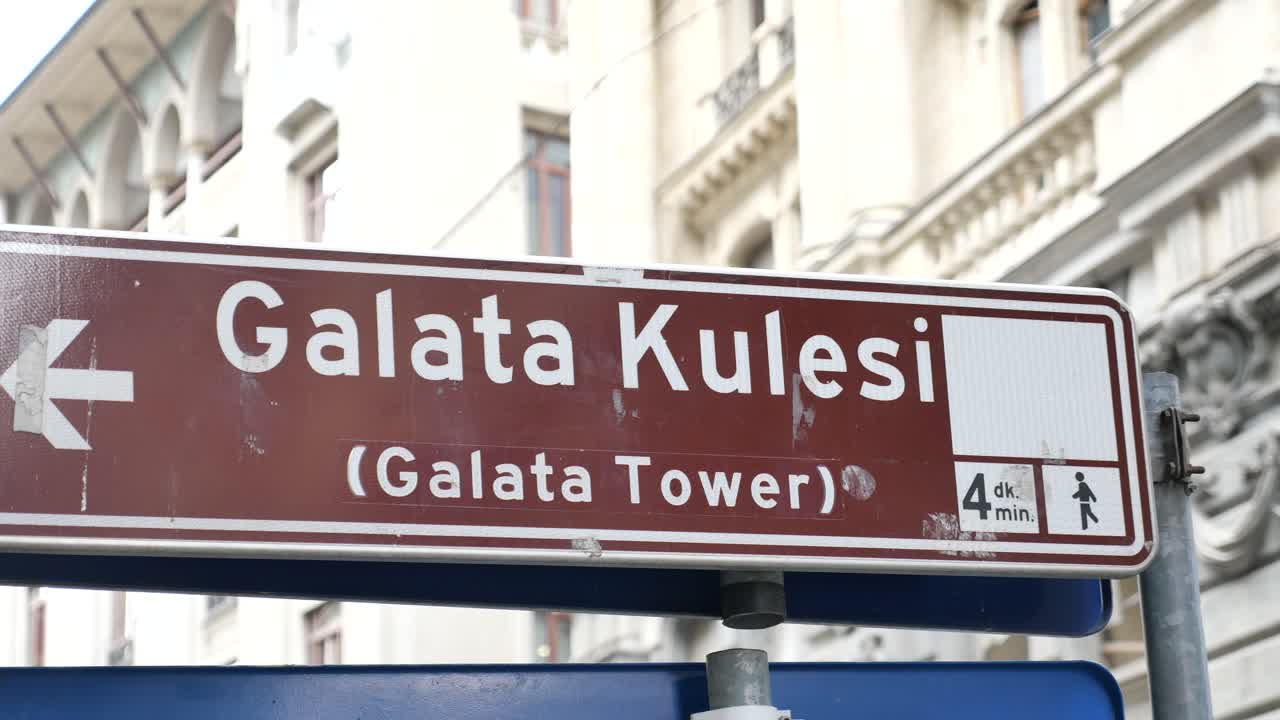 Galata Kulesi
(Galata Tower)
4 dk.
min.